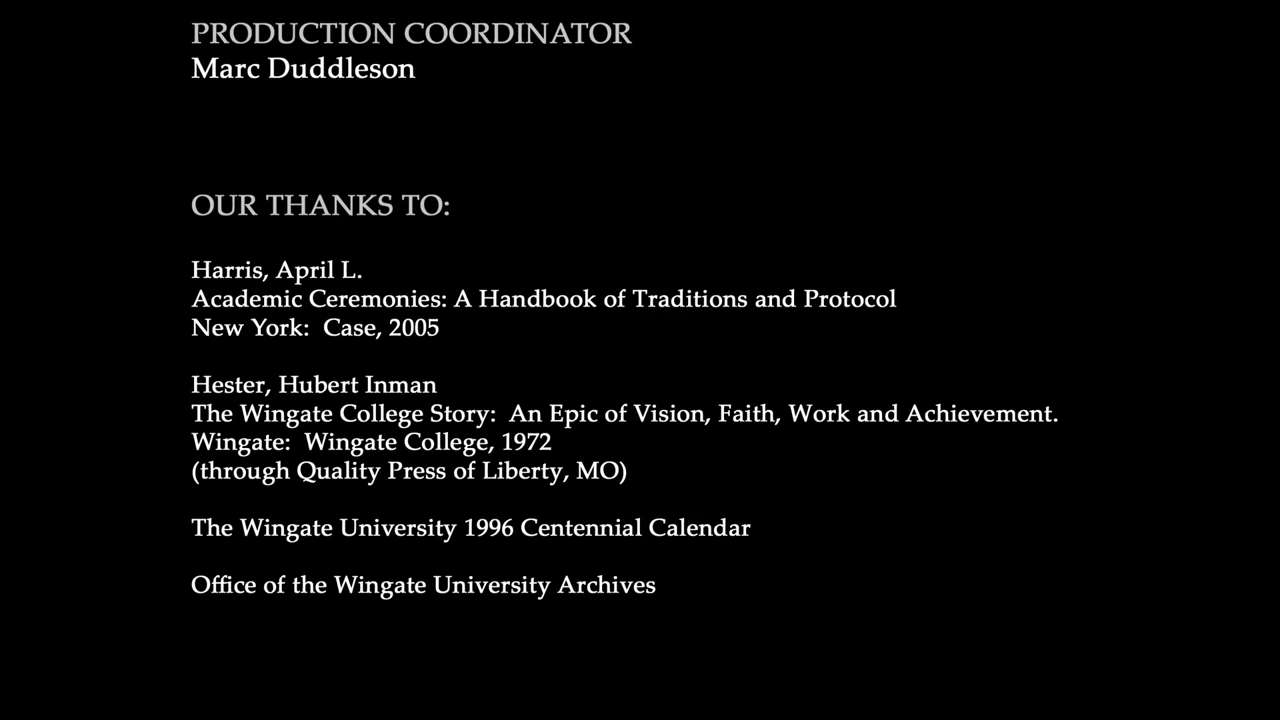 PRODUCTION COORDINATOR
Marc Duddleson
OUR THANKS TO:
Harris, April L.
Academic Ceremonies: A Handbook of Traditions and Protocol
New York:  Case, 2005
Hester, Hubert Inman
The Wingate College Story:  An Epic of Vision, Faith, Work and Achievement.
Wingate:  Wingate College, 1972
(through Quality Press of Liberty, MO)
The Wingate University 1996 Centennial Calendar
Office of the Wingate University Archives